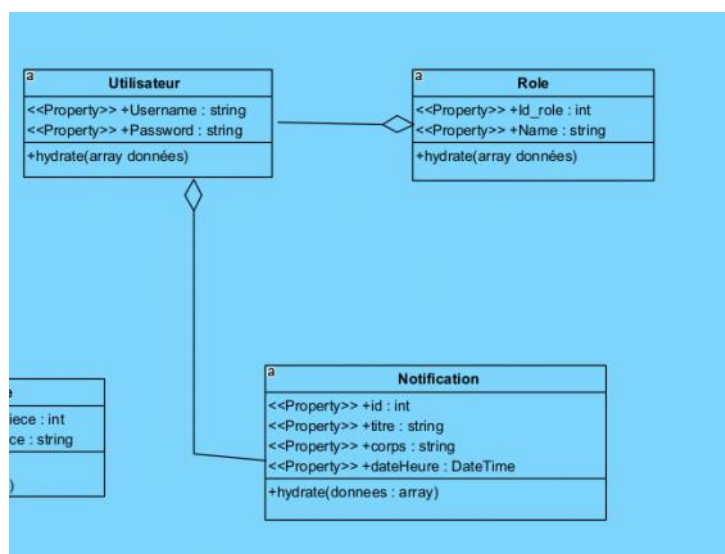 a
Utilisateur
<<Property>> +Username : string
<<Property>> +Password : string
+hydrate(array données)
a
Role
<<Property>> +Id_role : int
<<Property>> +Name : string
+hydrate(array données)
a
Notification
<<Property>> +id : int
<<Property>> +titre : string
<<Property>> +corps : string
<<Property>> +dateHeure : DateTime
+hydrate(donnees : array)
e
iece : int
ce : string
)